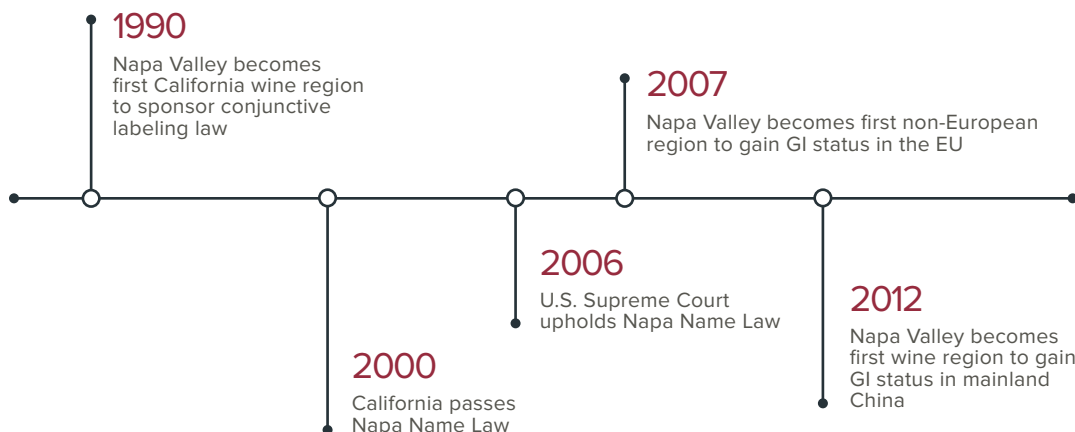 1990
Napa Valley becomes
first California wine region
to sponsor conjunctive
labeling law
2000
California passes
Napa Name Law
2006
U.S. Supreme Court
upholds Napa Name Law
2007
Napa Valley becomes first non-European
region to gain GI status in the EU
2012
Napa Valley becomes
first wine region to gain
GI status in mainland
China